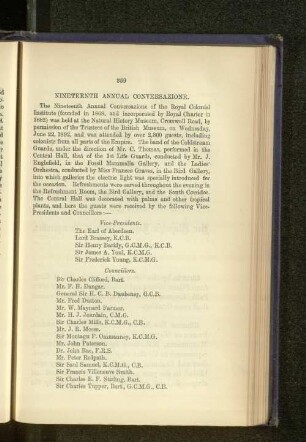 359
NINETEENTH ANNUAL CONVERSAZIONE.
The Nineteenth Annual Conversazione of the Royal Colonial
Institute (founded in 1868, and incorporated by Royal Charter in
1882) was held at the Natural History Museum, Cromwell Road, by
permission of the Trustees of the British Museum, on Wednesday,
June 22, 1892, and was attended by over 2,000 guests, including
colonists from all parts of the Empire. The band of the Coldstream
Guards, under the direction of Mr. C. Thomas, performed in the
Central Hall, that of the 1st Life Guards, conducted by Mr. J.
Englefield, in the Fossil Mammalia Gallery, and the Ladies'
Orchestra, conducted by Miss Frances Graves, in the Bird Gallery,
into which galleries the electric light was specially introduced for
the occasion. Refreshments were served throughout the evening in
the Refreshment Room, the Bird Gallery, and the South Corridor.
The Central Hall was decorated with palms and other tropical
plants, and here the guests were received by the following Vice-
Presidents and Councillors:—
Vice-Presidents.
The Earl of Aberdeen.
Lord Brassey, K.C.B.
Sir Henry Barkly, G.C.M.G., K.C.B.
Sir James A. Youl, K.C.M.G.
Sir Frederick Young, K.C.M.G.
Councillors.
Sir Charles Clifford, Bart.
Mr. F. H. Dangar.
General Sir H. C. B. Daubeney, G.C.B.
Mr. Fred Dutton.
Mr. W. Maynard Farmer.
Mr. H. J. Jourdain, C.M.G.
Sir Charles Mills, K.C.M.G., C.B.
Mr. J. R. Mosse.
Sir Montagu F. Ommanney, K.C.M.G.
Mr. John Paterson.
Dr. John Rae, F.R.S.
Mr. Peter Redpath.
Sir Saul Samuel, K.C.M.G., C.B.
Sir Francis Villeneuve Smith.
Sir Charles E. F. Stirling, Bart.
Sir Charles Tupper, Bart., G.C.M.G., C.B.